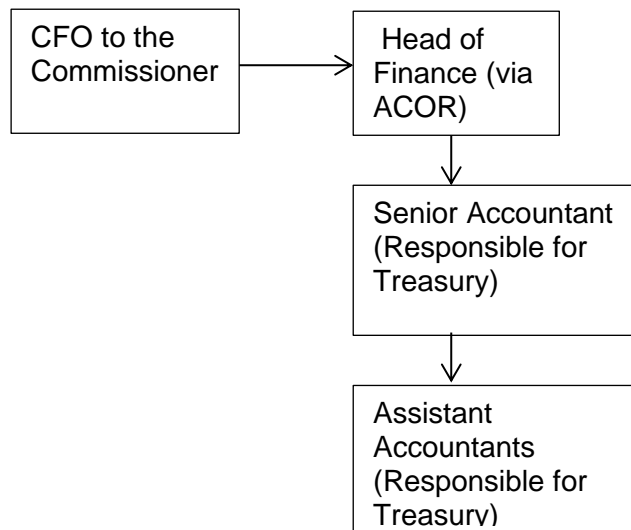 CFO to the
Commissioner
Head of
Finance (via
ACOR)
Senior Accountant
(Responsible for
Treasury)
Assistant
Accountants
(Responsible for
Treasury)